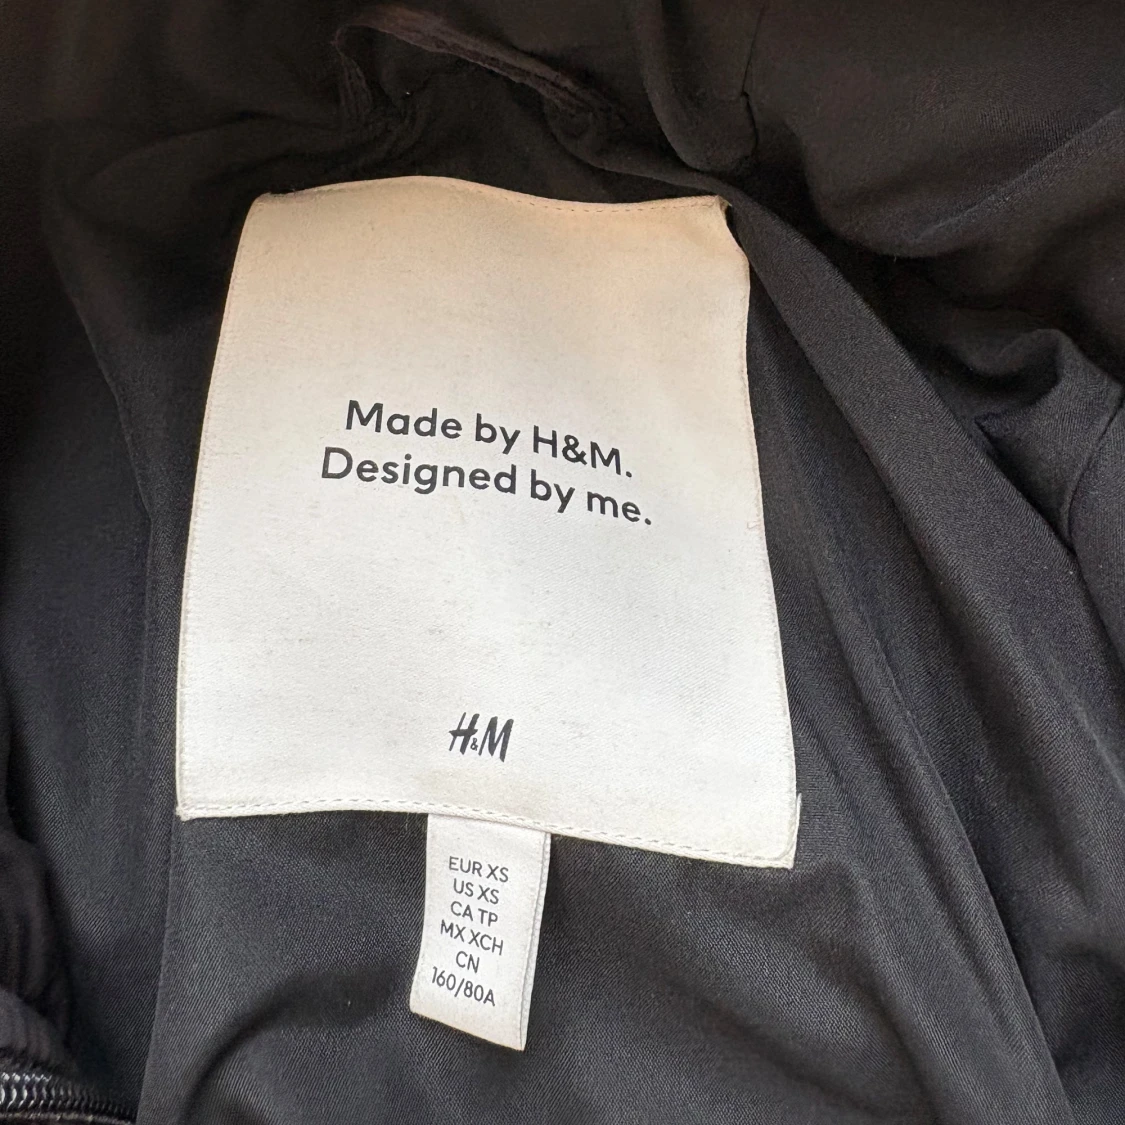 Made by H&M.
Designed by me.
H&M
EUR XS
US XS
CA TP
MX XCH
CN
160/80A